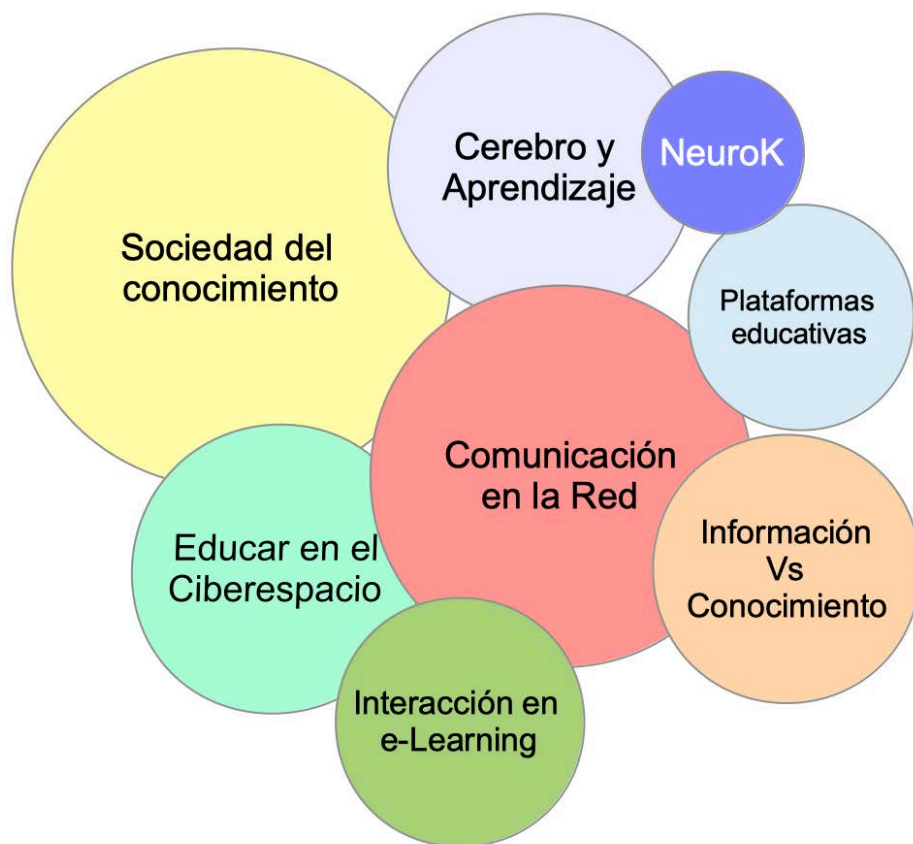 Cerebro y
Aprendizaje
NeuroK
Sociedad del
conocimiento
Plataformas
educativas
Comunicación
en la Red
Educar en el
Ciberespacio
Información
Vs
Conocimiento
Interacción en
e-Learning